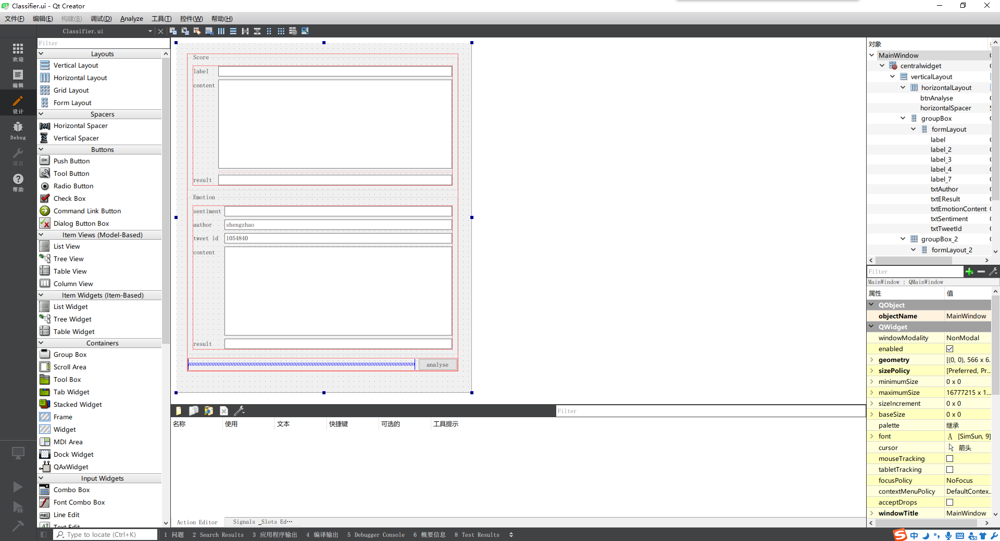 Classifier.ui - Qt Creator
文件(F) 编辑(E) 构建(B) 调试(D) Analyze 工具(T) 控件(W) 帮助(H)
Classifier.ui
欢迎
编辑
设计
Debug
项目
帮助
Filter
Layouts
Vertical Layout
Horizontal Layout
Grid Layout
Form Layout
Spacers
Horizontal Spacer
Vertical Spacer
Buttons
Push Button
Tool Button
Radio Button
Check Box
Command Link Button
Dialog Button Box
Item Views (Model-Based)
List View
Tree View
Table View
Column View
Item Widgets (Item-Based)
List Widget
Tree Widget
Table Widget
Containers
Group Box
Scroll Area
Tool Box
Tab Widget
Stacked Widget
Frame
Widget
MDI Area
Dock Widget
QAxWidget
Input Widgets
Combo Box
Font Combo Box
Line Edit
Text Edit
Score
label
content
result
Emotion
sentiment
author shengzhao
tweet id 1054840
content
result
analyse
Filter
名称 使用 文本 快捷键 可选的 工具提示
Action Editor Signals _Slots Ed···
对象
MainWindow
centralwidget
verticalLayout
horizontalLayout
btnAnalyse
horizontalSpacer
groupBox
formLayout
label
label_2
label_3
label_4
label_7
txtAuthor
txtEResult
txtEmotionContent
txtSentiment
txtTweetId
groupBox_2
formLayout_2
Filter
MainWindow : QMainWindow
属性 值
QObject
objectName MainWindow
QWidget
windowModality NonModal
enabled
geometry [(0, 0), 566 x 6...
sizePolicy [Preferred, Pr...
minimumSize 0 x 0
maximumSize 16777215 x 1...
sizeIncrement 0 x 0
baseSize 0 x 0
palette 继承
font A [SimSun, 9]
cursor 箭头
mouseTracking
tabletTracking
focusPolicy NoFocus
contextMenuPolicy DefaultContex...
acceptDrops
windowTitle MainWindow
Type to locate (Ctrl+K) 1 问题 2 Search Results 3 应用程序输出 4 编译输出 5 Debugger Console 6 概要信息 8 Test Results
S 中